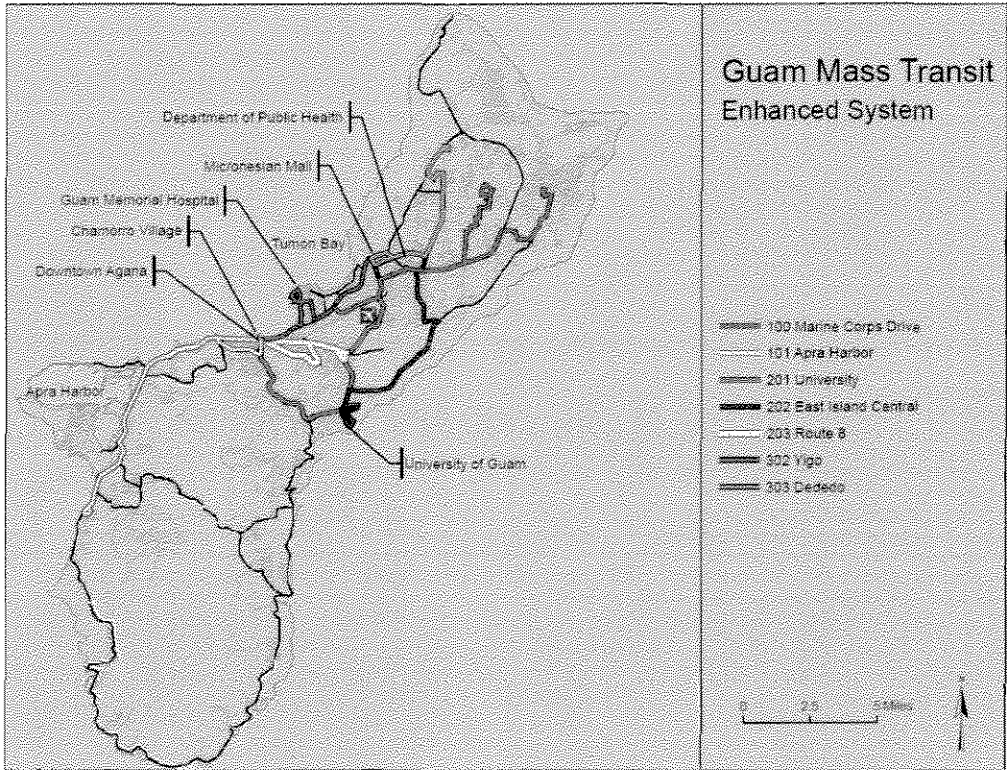 Guam Mass Transit
Enhanced System
Department of Public Health
Micronesian Mall
Guam Memorial Hospital
Chamorro Village
Tumon Bay
Downtown Agana
Apra Harbor
University of Guam
100 Marine Corps Drive
101 Apra Harbor
201 University
202 East Island Central
203 Route 8
302 Yigo
303 Dededo
0 2.5 5 Miles
N